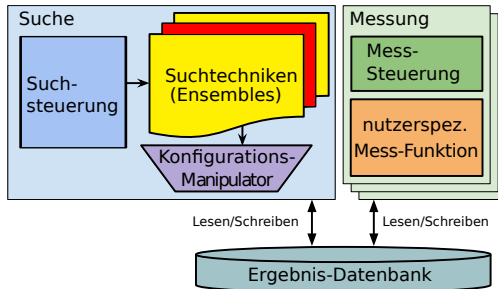 Suche
Such-
steuerung
Suchtechniken
(Ensembles)
Konfigurations-
Manipulator
Messung
Mess-
Steuerung
nutzerspez.
Mess-Funktion
Lesen/Schreiben
Lesen/Schreiben
Ergebnis-Datenbank